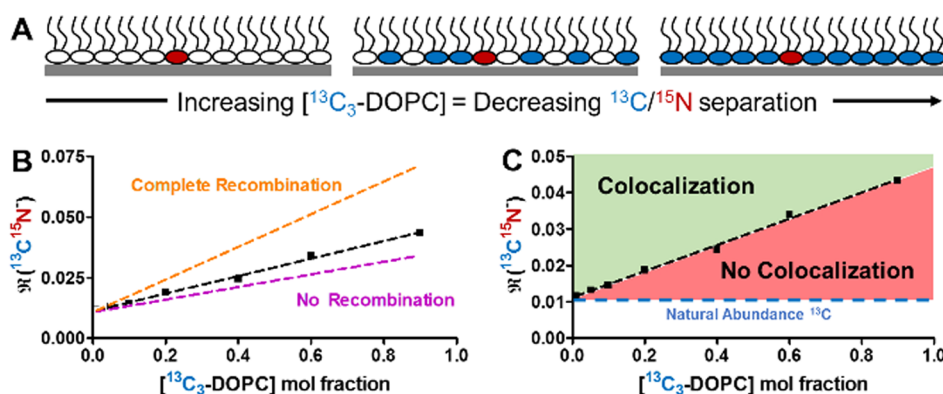 A
Increasing [¹³C₃-DOPC] = Decreasing ¹³C/¹⁵N separation
B
0.075
0.050
0.025
0.000
ℜ(¹³C¹⁵N⁻)
Complete Recombination
No Recombination
0.0 0.2 0.4 0.6 0.8 1.0
[¹³C₃-DOPC] mol fraction
C
0.05
0.04
0.03
0.02
0.01
0.00
ℜ(¹³C¹⁵N⁻)
Colocalization
No Colocalization
Natural Abundance ¹³C
0.0 0.2 0.4 0.6 0.8 1.0
[¹³C₃-DOPC] mol fraction